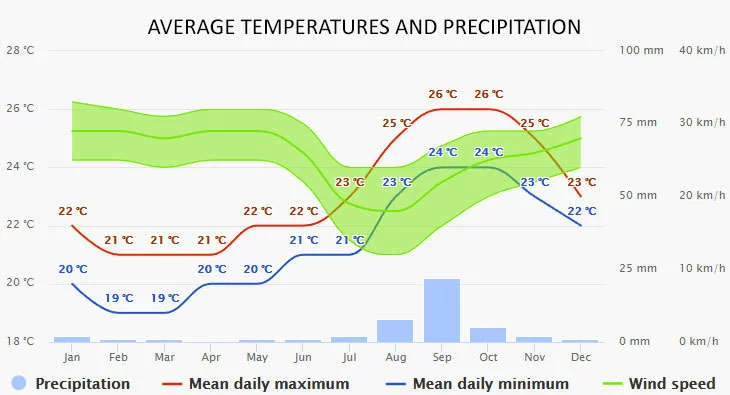 AVERAGE TEMPERATURES AND PRECIPITATION
28 °C 100 mm 40 km/h
26 °C 26 °C 26 °C 75 mm 30 km/h
25 °C 25 °C
24 °C 24 °C 24 °C
23 °C 23 °C 23 °C 23 °C 50 mm 20 km/h
22 °C 22 °C 22 °C 22 °C
22 °C 21 °C 21 °C 21 °C 21 °C 21 °C
20 °C 20 °C 20 °C 25 mm 10 km/h
20 °C 19 °C 19 °C
18 °C 0 mm 0 km/h
Jan Feb Mar Apr May Jun Jul Aug Sep Oct Nov Dec
Precipitation Mean daily maximum Mean daily minimum Wind speed